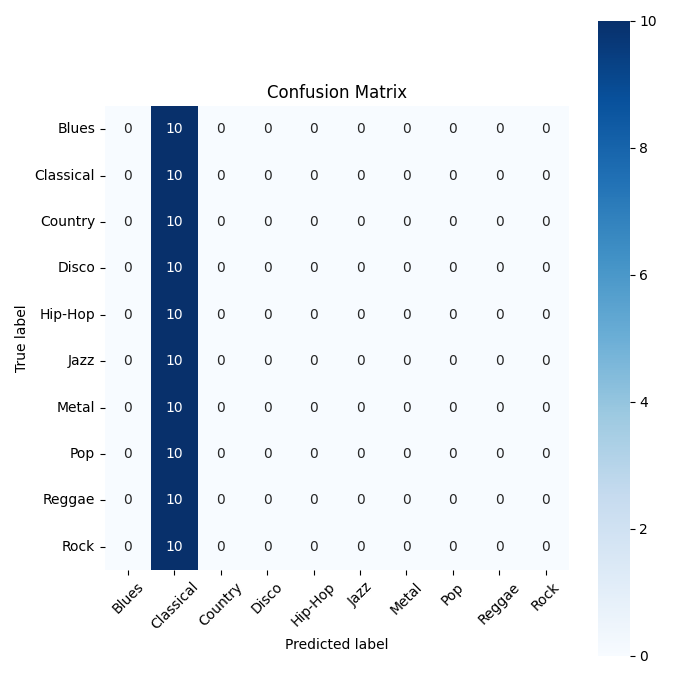 Confusion Matrix
True label
Blues 0 10 0 0 0 0 0 0 0 0
Classical 0 10 0 0 0 0 0 0 0 0
Country 0 10 0 0 0 0 0 0 0 0
Disco 0 10 0 0 0 0 0 0 0 0
Hip-Hop 0 10 0 0 0 0 0 0 0 0
Jazz 0 10 0 0 0 0 0 0 0 0
Metal 0 10 0 0 0 0 0 0 0 0
Pop 0 10 0 0 0 0 0 0 0 0
Reggae 0 10 0 0 0 0 0 0 0 0
Rock 0 10 0 0 0 0 0 0 0 0
Blues Classical Country Disco Hip-Hop Jazz Metal Pop Reggae Rock
Predicted label
10
8
6
4
2
0